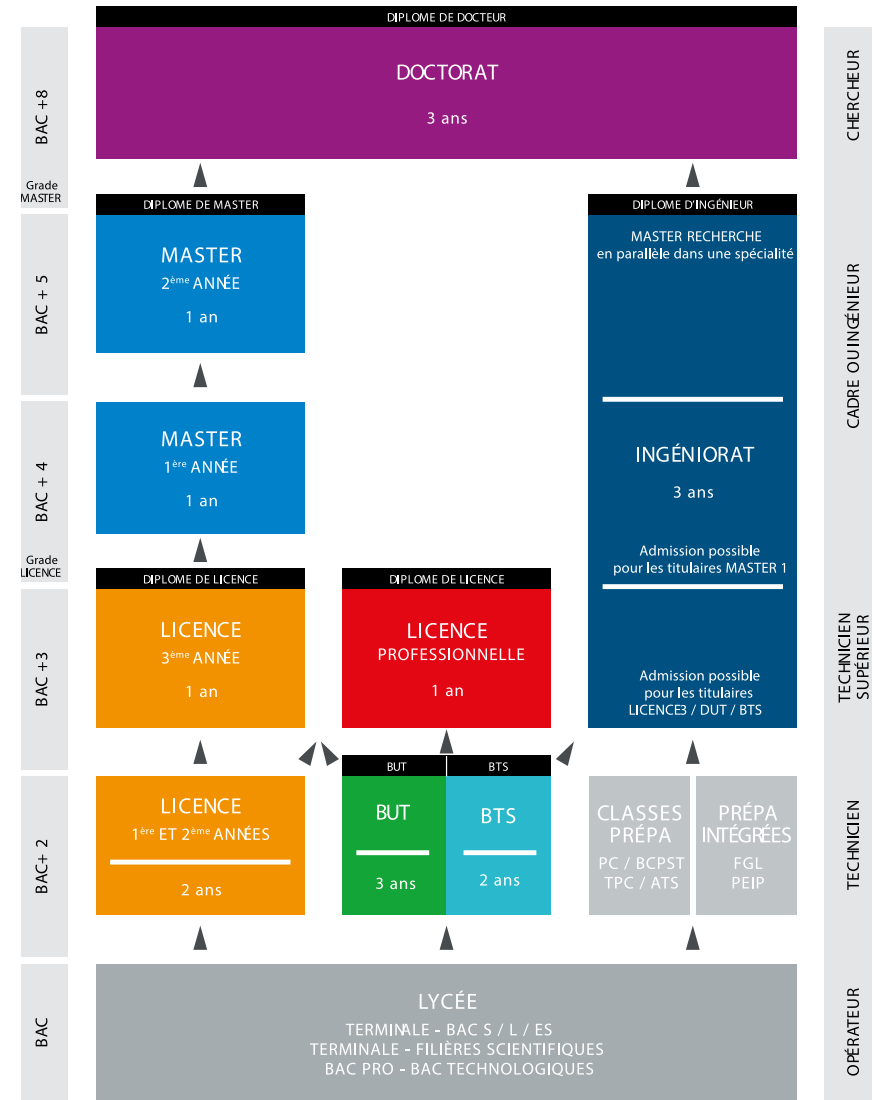 DIPLOME DE DOCTEUR
DOCTORAT
3 ans
BAC +8
CHERCHEUR
Grade
MASTER
DIPLOME DE MASTER
MASTER
2ème ANNÉE
1 an
BAC + 5
DIPLOME D'INGÉNIEUR
MASTER RECHERCHE
en parallèle dans une spécialité
CADRE OU INGÉNIEUR
MASTER
1ère ANNÉE
1 an
BAC + 4
INGÉNIORAT
3 ans
Admission possible
pour les titulaires MASTER 1
Grade
LICENCE
DIPLOME DE LICENCE
LICENCE
3ème ANNÉE
1 an
BAC +3
DIPLOME DE LICENCE
LICENCE
PROFESSIONNELLE
1 an
Admission possible
pour les titulaires
LICENCE3 / DUT / BTS
TECHNICIEN
SUPÉRIEUR
LICENCE
1ère ET 2ème ANNÉES
2 ans
BAC+ 2
BUT
BTS
BUT
3 ans
BTS
2 ans
CLASSES
PRÉPA
PC / BCPST
TPC / ATS
PRÉPA
INTÉGRÉES
FGL
PEIP
TECHNICIEN
BAC
LYCÉE
TERMINALE - BAC S / L / ES
TERMINALE - FILIÈRES SCIENTIFIQUES
BAC PRO - BAC TECHNOLOGIQUES
OPÉRATEUR